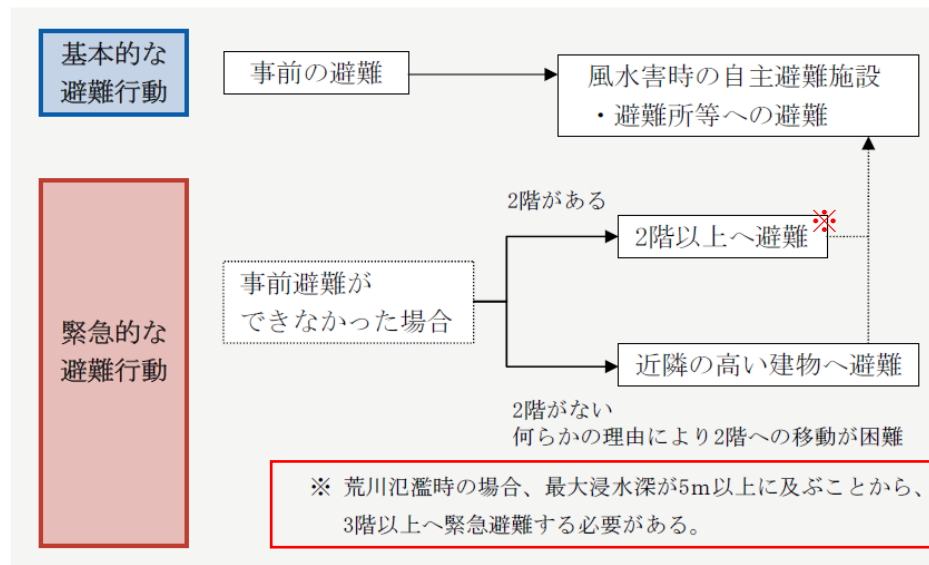 基本的な
避難行動
事前の避難
風水害時の自主避難施設
・避難所等への避難
緊急的な
避難行動
事前避難が
できなかった場合
2階がある
2階以上へ避難※
近隣の高い建物へ避難
2階がない
何らかの理由により2階への移動が困難
※ 荒川氾濫時の場合、最大浸水深が5m以上に及ぶことから、
3階以上へ緊急避難する必要がある。